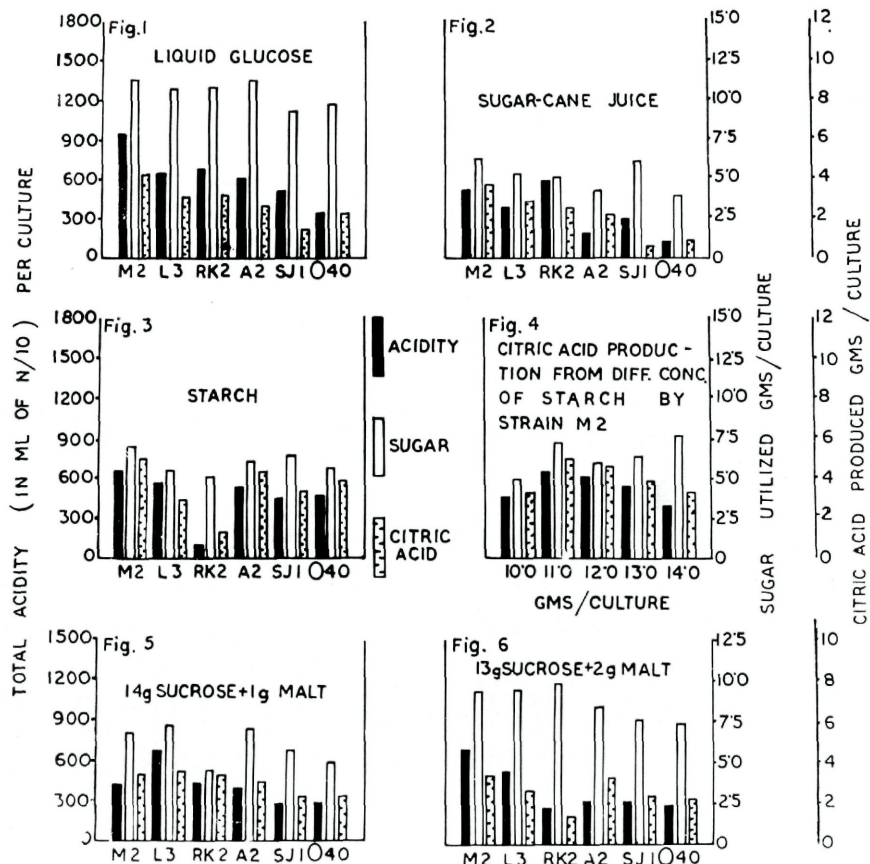 Fig.1
LIQUID GLUCOSE
1800
1500
1200
900
600
300
0
M2 L3 RK2 A2 SJ1 O40
Fig.2
SUGAR-CANE JUICE
15·0
12·5
10·0
7·5
5·0
2·5
0
12
10
8
6
4
2
0
M2 L3 RK2 A2 SJ1 O40
Fig. 3
STARCH
1800
1500
1200
900
600
300
0
M2 L3 RK2 A2 SJ1 O40
ACIDITY
SUGAR
CITRIC
ACID
Fig. 4
CITRIC ACID PRODUC-
TION FROM DIFF. CONC.
OF STARCH BY
STRAIN M2
15·0
12·5
10·0
7·5
5·0
2·5
0
12
10
8
6
4
2
0
10·0 11·0 12·0 13·0 14·0
GMS/CULTURE
Fig. 5
14g SUCROSE+1g MALT
1500
1200
900
600
300
0
M2 L3 RK2 A2 SJ1 O40
Fig. 6
13gSUCROSE+2g MALT
12·5
10·0
7·5
5·0
2·5
0
10
8
6
4
2
0
M2 L3 RK2 A2 SJ1 O40
TOTAL ACIDITY (IN ML OF N/10) PER CULTURE
SUGAR UTILIZED GMS/CULTURE
CITRIC ACID PRODUCED GMS/CULTURE